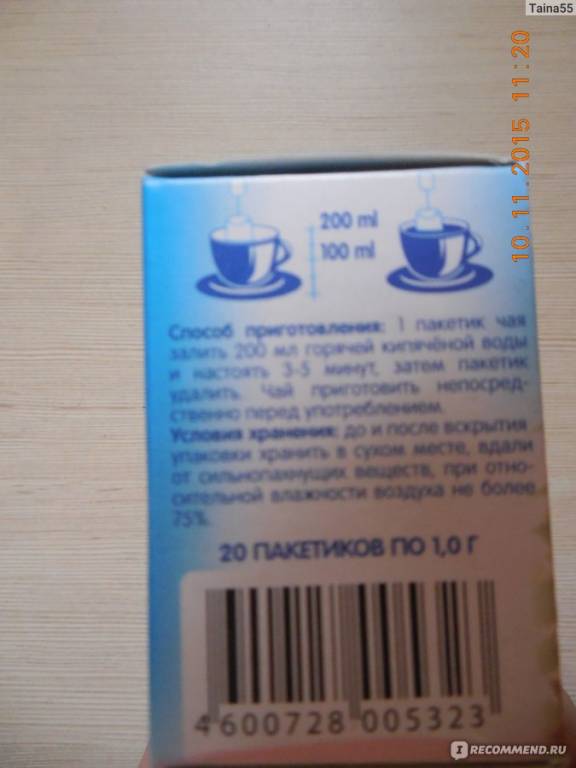 Taina55
10.11.2015 11:20
200 ml
100 ml
Способ приготовления: 1 пакетик чая
залить 200 мл горячей кипячёной воды
и настоять 3-5 минут, затем пакетик
удалить. Чай приготовить непосред-
ственно перед употреблением.
Условия хранения: до и после вскрытия
упаковки хранить в сухом месте, вдали
от сильнопахнущих веществ, при отно-
сительной влажности воздуха не более
75%.
20 ПАКЕТИКОВ ПО 1,0 Г
4 600728 005323
RECOMMEND.RU